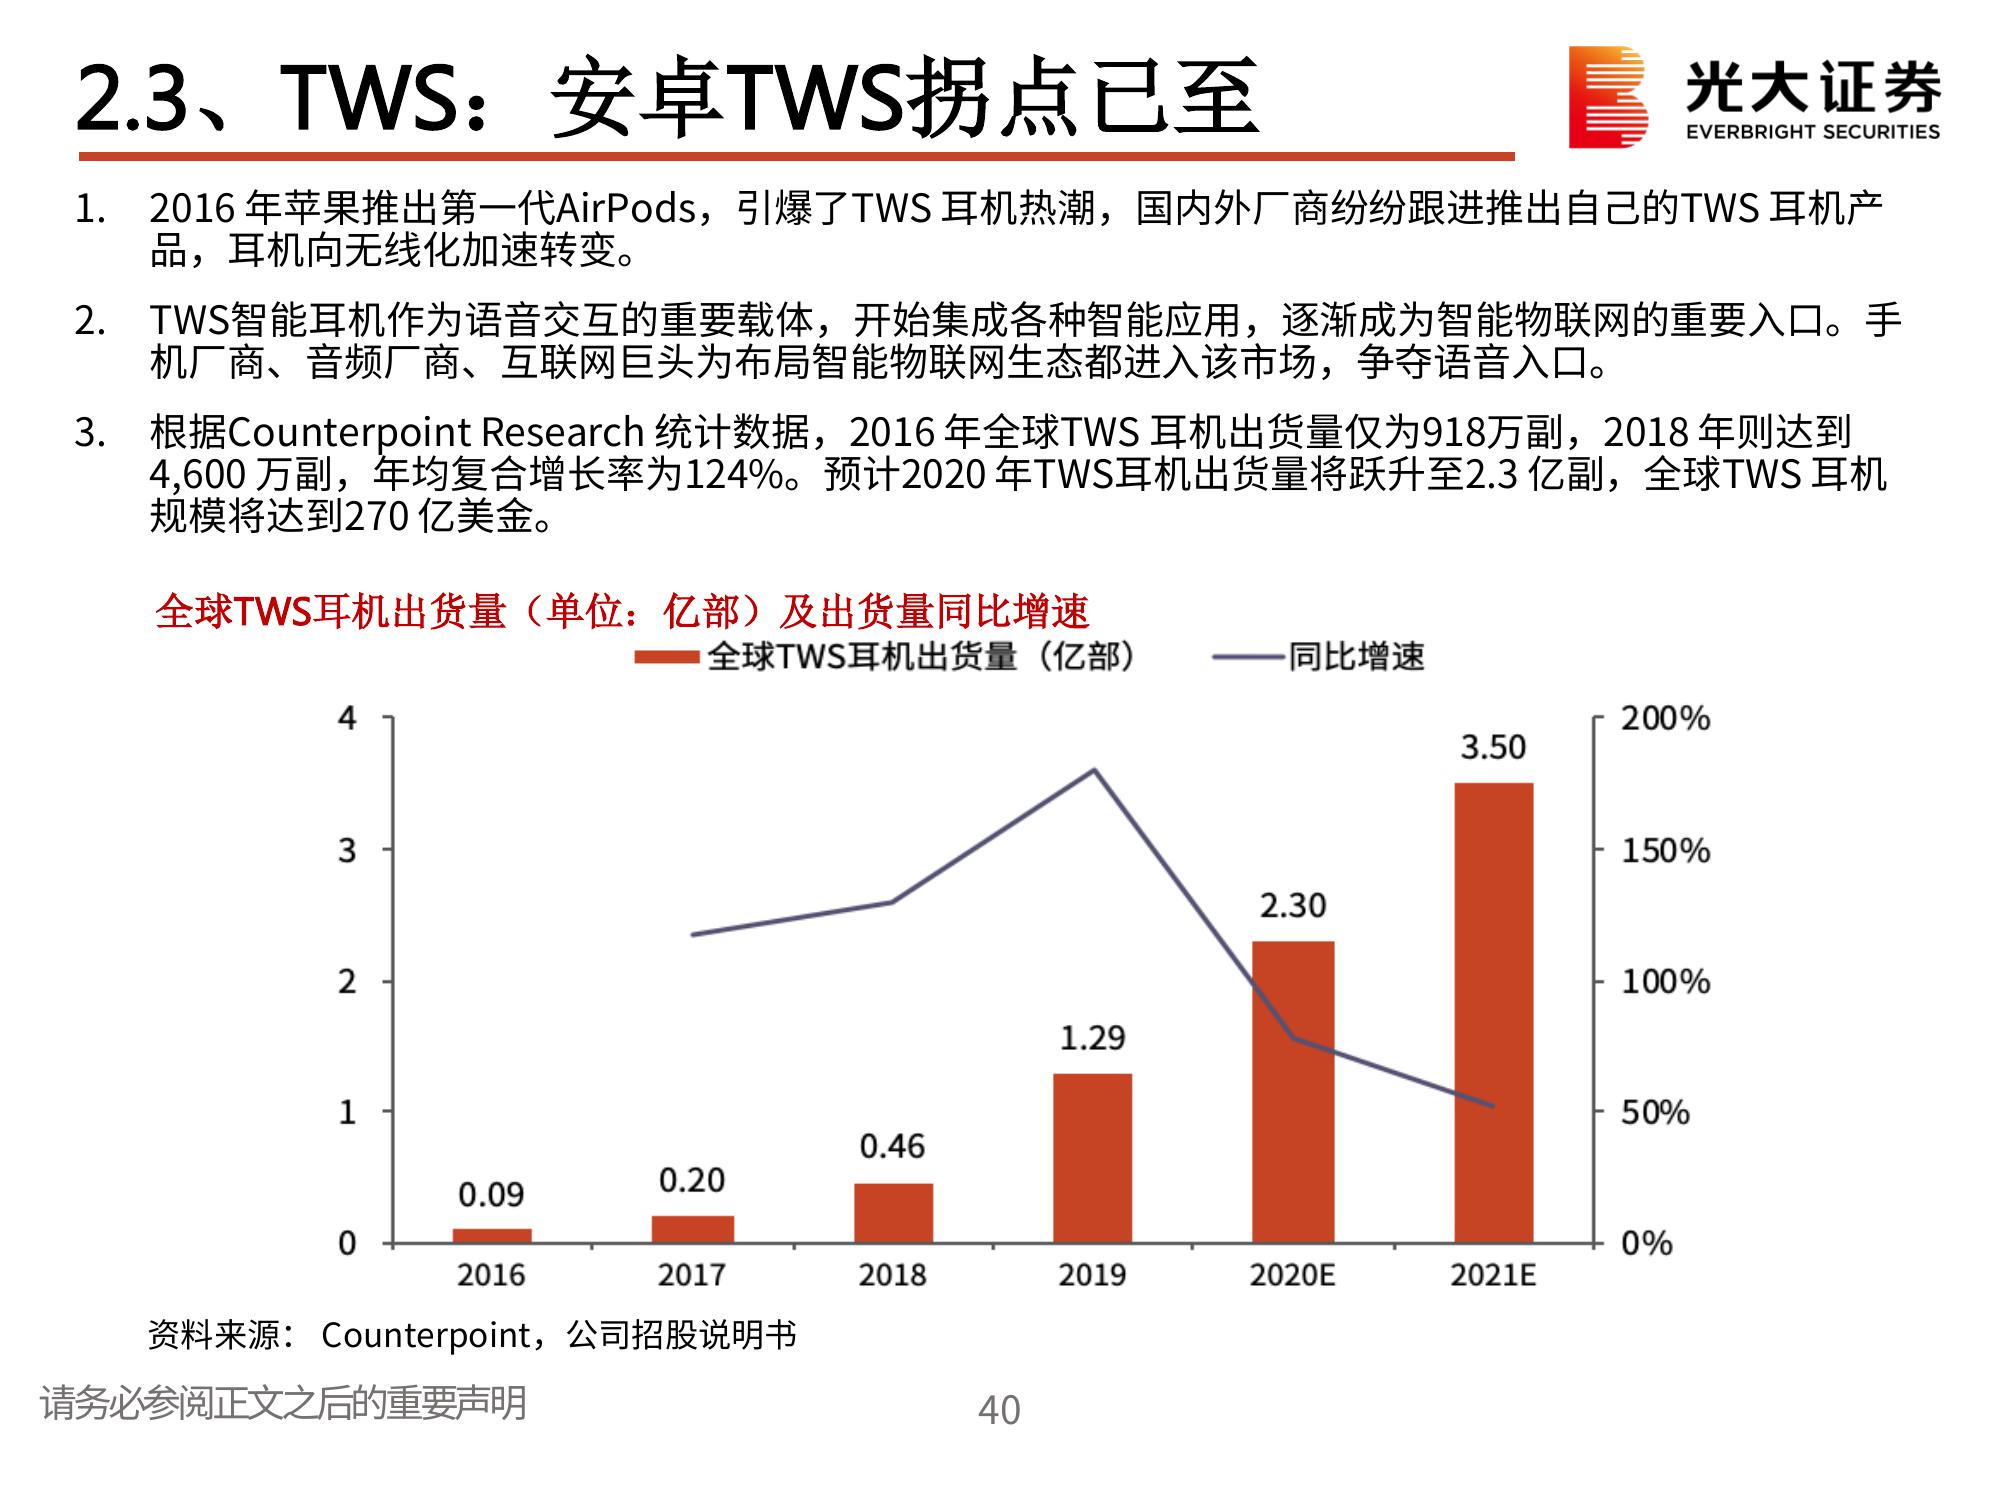 2.3、TWS：安卓TWS拐点已至
光大证券
EVERBRIGHT SECURITIES
1. 2016 年苹果推出第一代AirPods，引爆了TWS 耳机热潮，国内外厂商纷纷跟进推出自己的TWS 耳机产
品，耳机向无线化加速转变。
2. TWS智能耳机作为语音交互的重要载体，开始集成各种智能应用，逐渐成为智能物联网的重要入口。手
机厂商、音频厂商、互联网巨头为布局智能物联网生态都进入该市场，争夺语音入口。
3. 根据Counterpoint Research 统计数据，2016 年全球TWS 耳机出货量仅为918万副，2018 年则达到
4,600 万副，年均复合增长率为124%。预计2020 年TWS耳机出货量将跃升至2.3 亿副，全球TWS 耳机
规模将达到270 亿美金。
全球TWS耳机出货量（单位：亿部）及出货量同比增速
全球TWS耳机出货量（亿部） 同比增速
4 200%
3.50
3 150%
2.30
2 100%
1.29
1 50%
0.46
0.20
0.09
0 0%
2016 2017 2018 2019 2020E 2021E
资料来源： Counterpoint，公司招股说明书
请务必参阅正文之后的重要声明 40